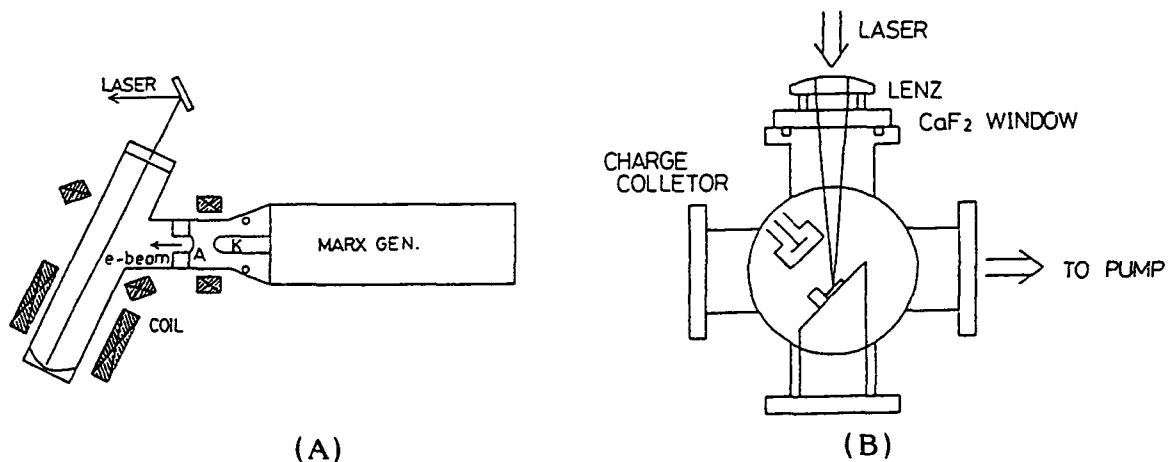 LASER
e-beam
A
K
MARX GEN.
COIL
(A)
LASER
LENZ
CaF₂ WINDOW
CHARGE
COLLETOR
TO PUMP
(B)